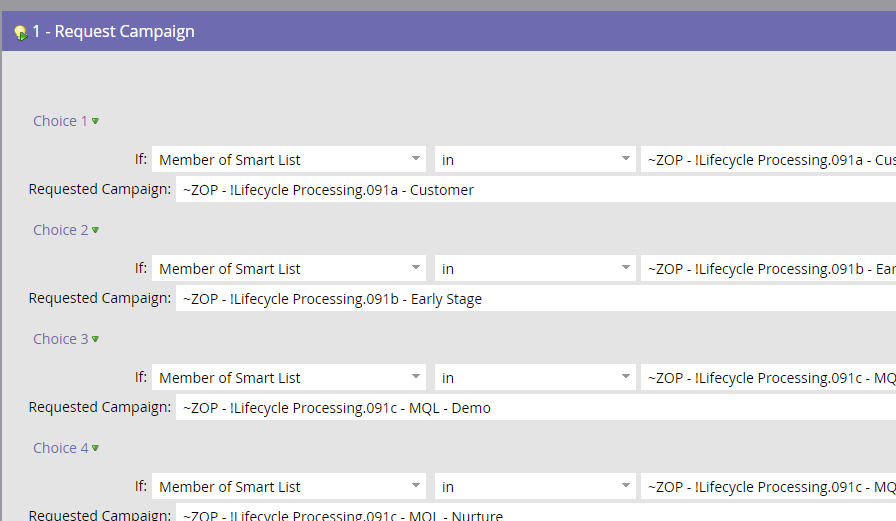 1 - Request Campaign
Choice 1
If: Member of Smart List in ~ZOP - !Lifecycle Processing.091a - Cus
Requested Campaign: ~ZOP - !Lifecycle Processing.091a - Customer
Choice 2
If: Member of Smart List in ~ZOP - !Lifecycle Processing.091b - Ear
Requested Campaign: ~ZOP - !Lifecycle Processing.091b - Early Stage
Choice 3
If: Member of Smart List in ~ZOP - !Lifecycle Processing.091c - MQ
Requested Campaign: ~ZOP - !Lifecycle Processing.091c - MQL - Demo
Choice 4
If: Member of Smart List in ~ZOP - !Lifecycle Processing.091c - MQ
Requested Campaign: ~ZOP - !Lifecycle Processing.091c - MQL - Nurture